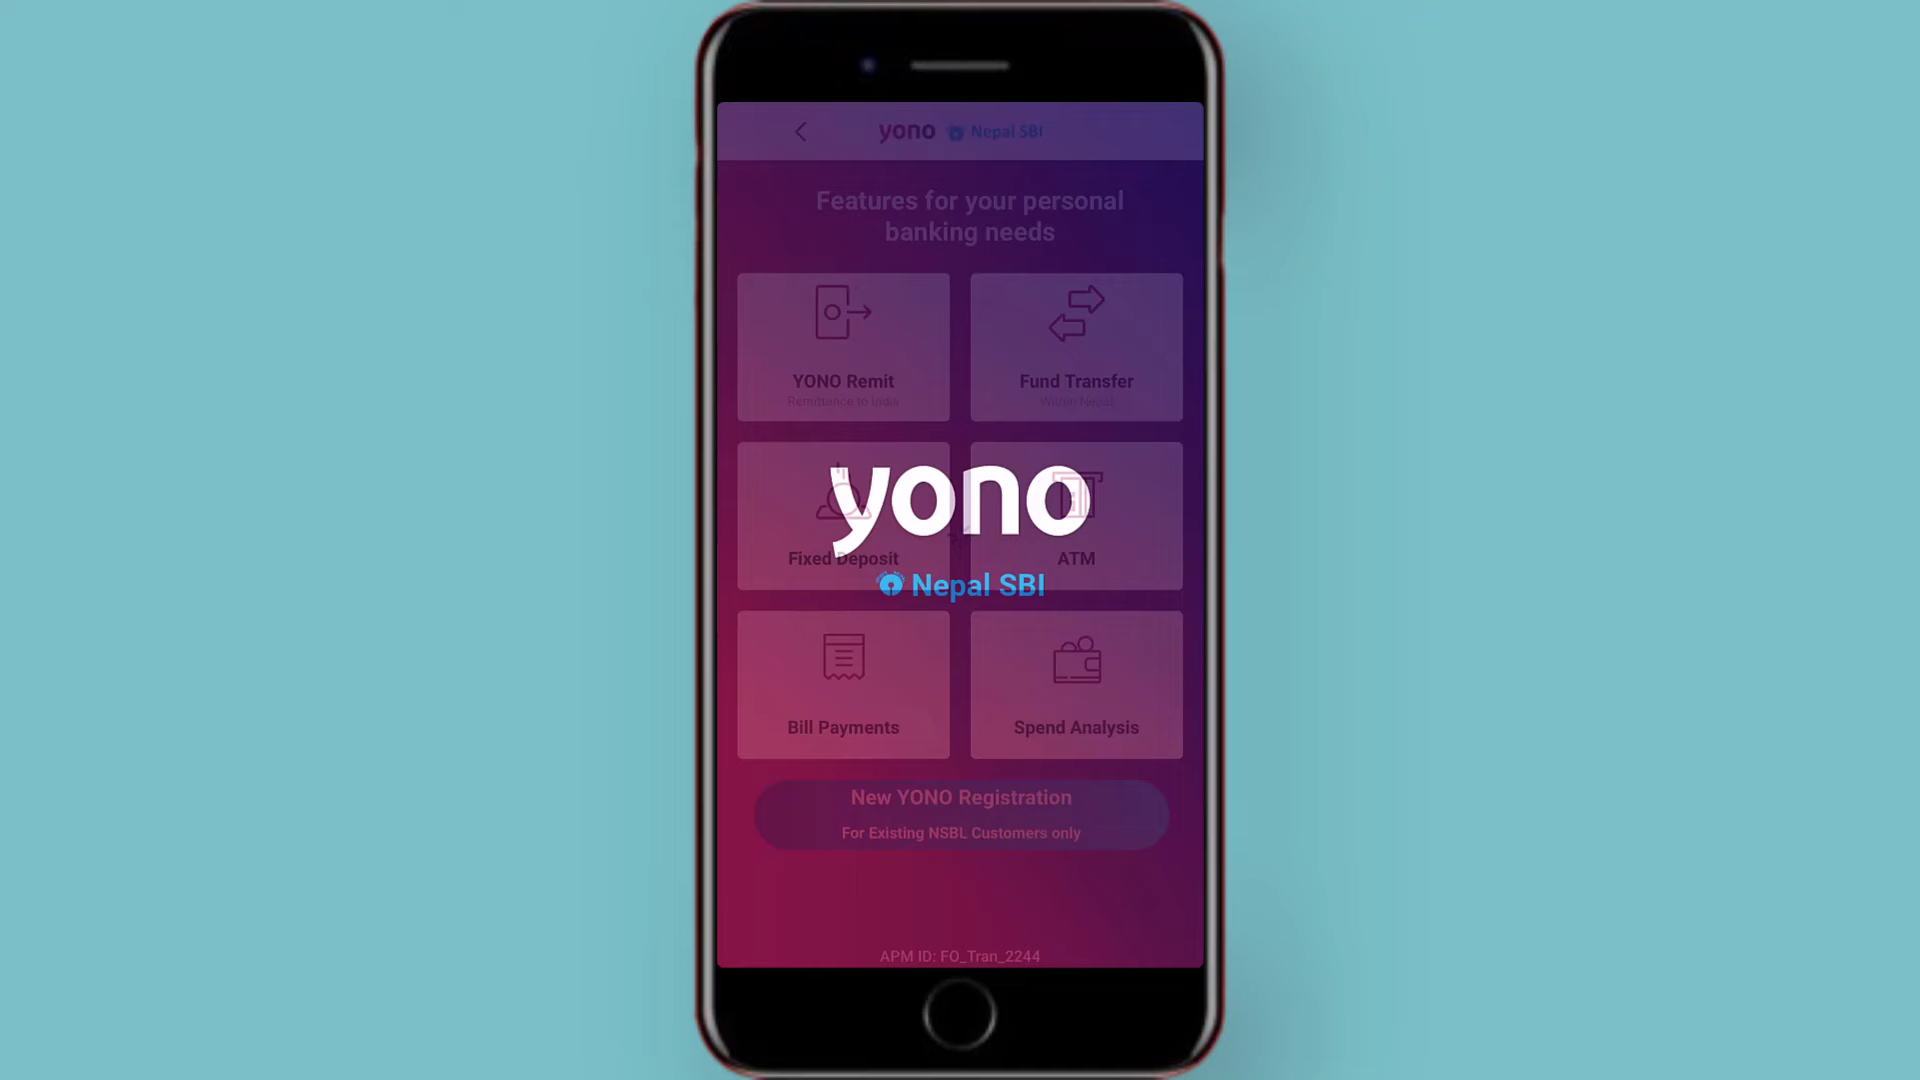 yono Nepal SBI
Features for your personal
banking needs
YONO Remit
Remittance to India
Fund Transfer
Within Nepal
Fixed Deposit
ATM
yono
Nepal SBI
Bill Payments
Spend Analysis
New YONO Registration
For Existing NSBL Customers only
APM ID: FO_Tran_2244